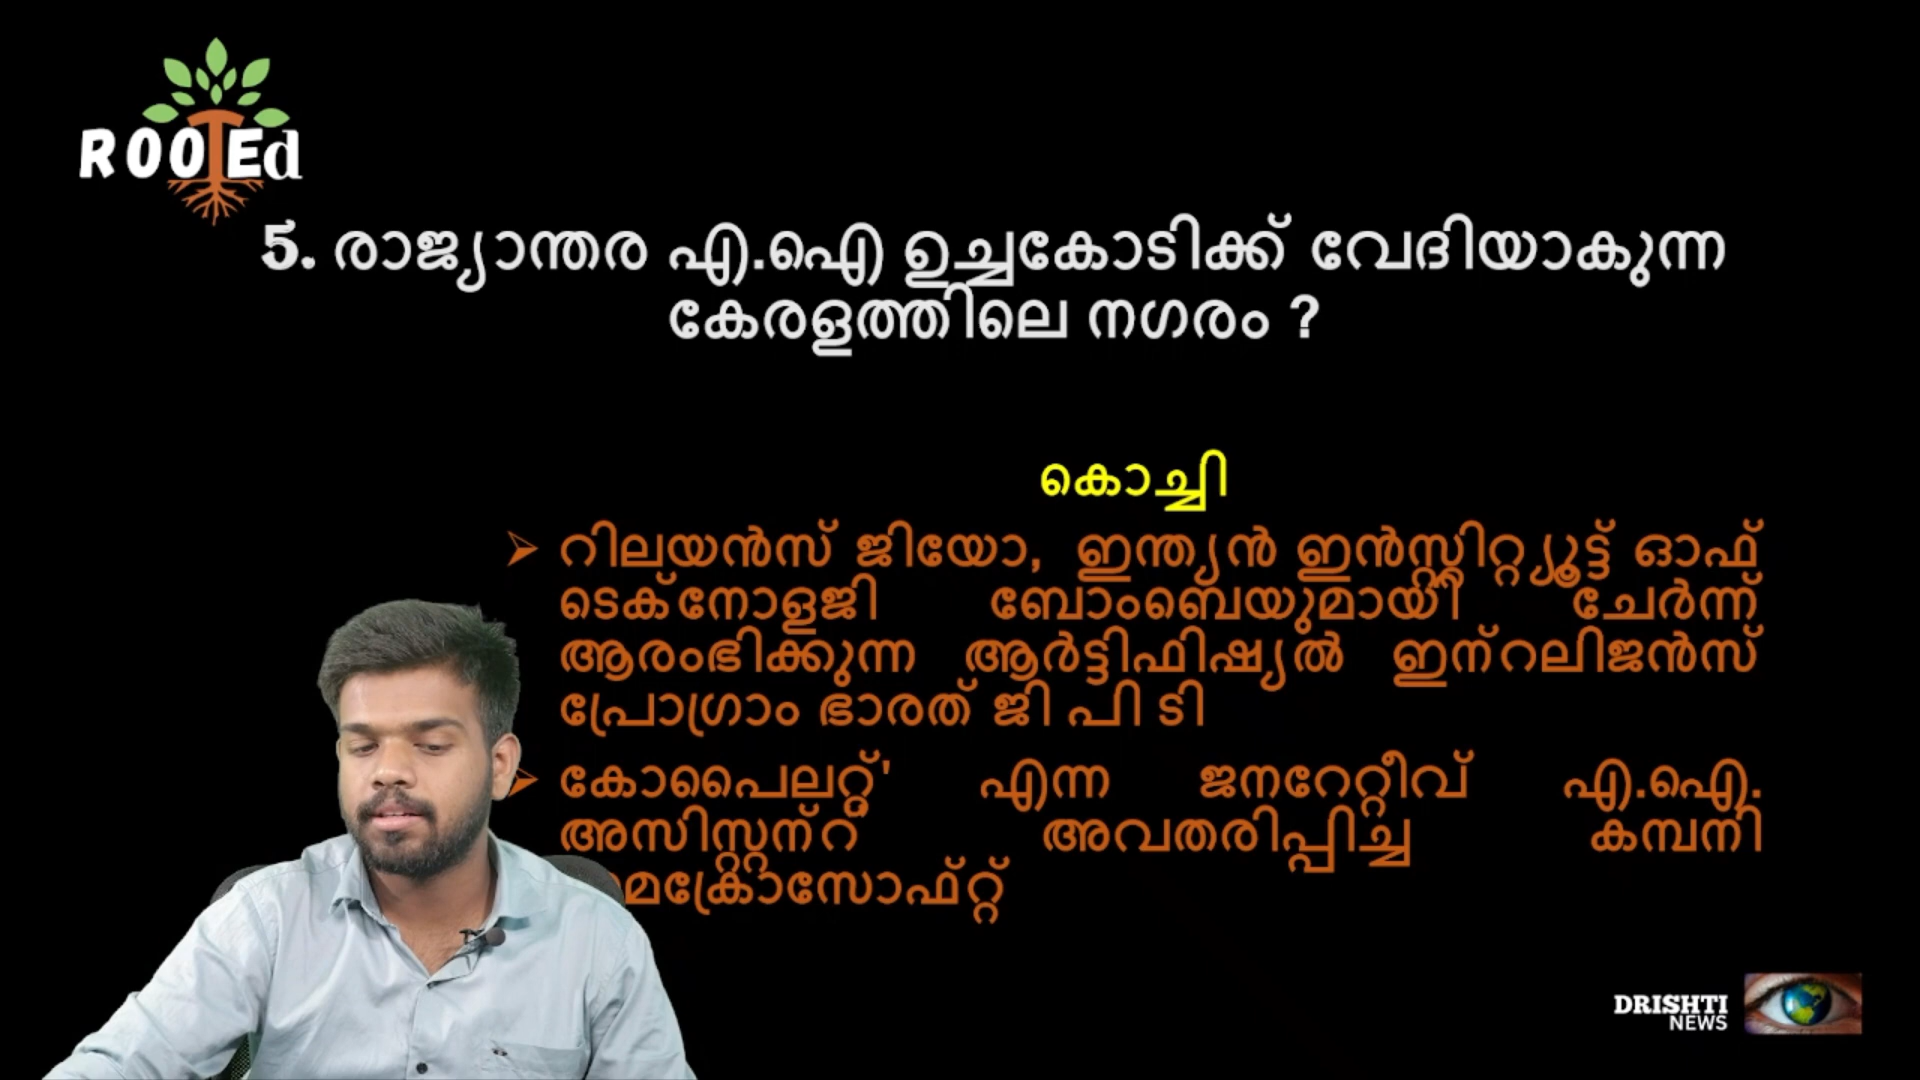 ROOTEd
5. രാജ്യാന്തര എ.ഐ ഉച്ചകോടിക്ക് വേദിയാകുന്ന
കേരളത്തിലെ നഗരം ?
കൊച്ചി
➢ റിലയൻസ് ജിയോ, ഇന്ത്യൻ ഇൻസ്റ്റിറ്റ്യൂട്ട് ഓഫ്
ടെക്നോളജി ബോംബെയുമായി ചേർന്ന്
ആരംഭിക്കുന്ന ആർട്ടിഫിഷ്യൽ ഇന്റലിജൻസ്
പ്രോഗ്രാം ഭാരത് ജി പി ടി
➢ കോപൈലറ്റ്' എന്ന ജനറേറ്റീവ് എ.ഐ.
അസിസ്റ്റന്റ് അവതരിപ്പിച്ച കമ്പനി
മൈക്രോസോഫ്റ്റ്
DRISHTI
NEWS